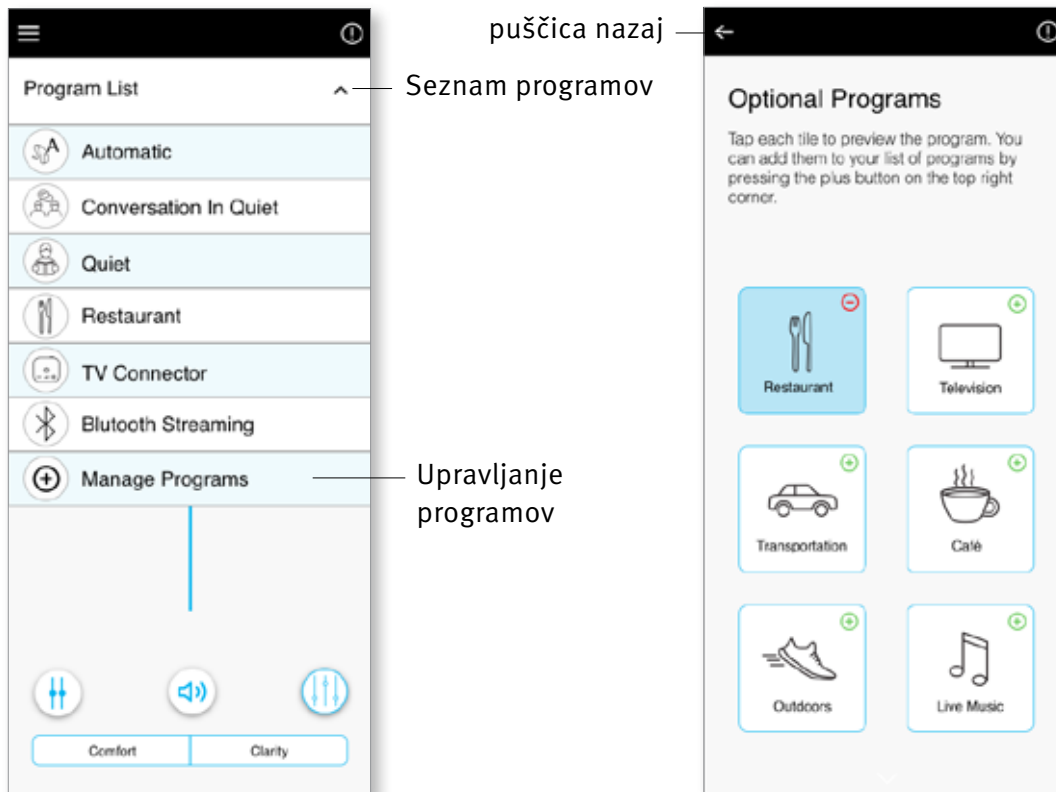 Program List
Automatic
Conversation In Quiet
Quiet
Restaurant
TV Connector
Blutooth Streaming
Manage Programs
Comfort
Clarity
Seznam programov
Upravljanje
programov
puščica nazaj
Optional Programs
Tap each tile to preview the program. You
can add them to your list of programs by
pressing the plus button on the top right
corner.
Restaurant
Television
Transportation
Café
Outdoors
Live Music